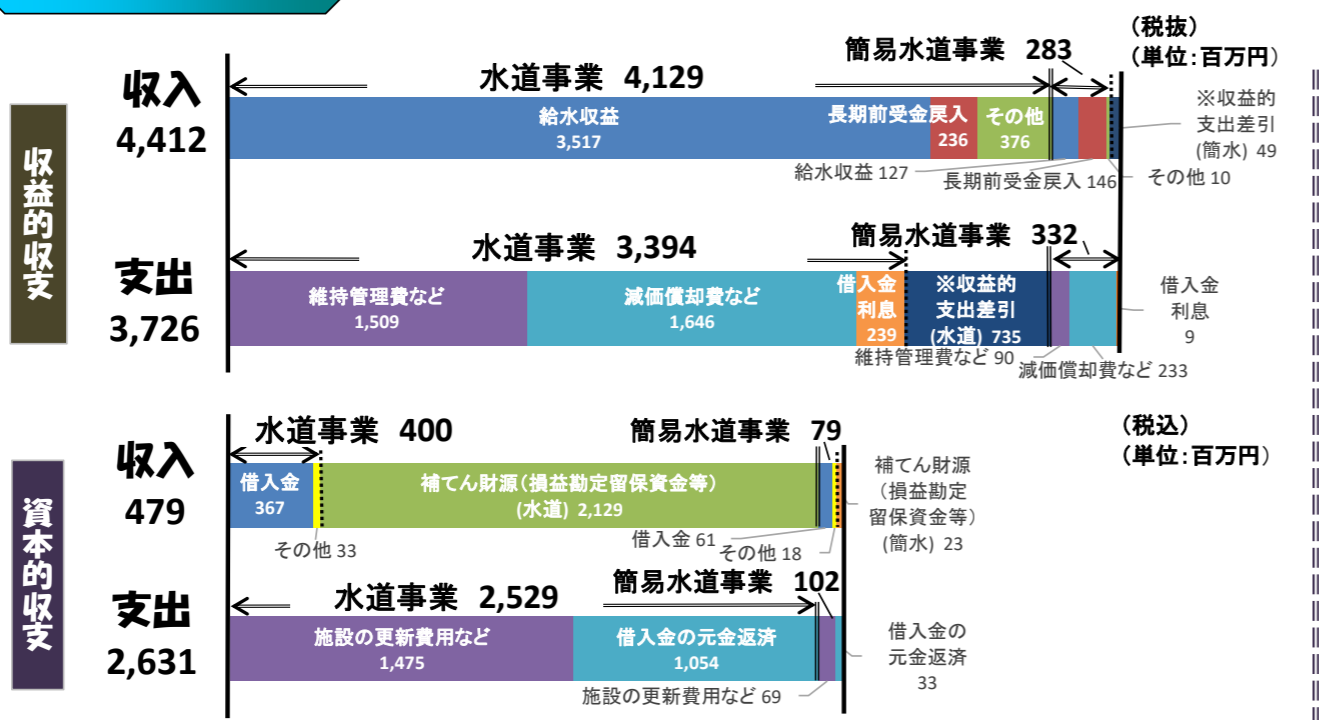 (税抜)
(単位:百万円)
収益的収支
収入
4,412
水道事業 4,129
簡易水道事業 283
給水収益
3,517
長期前受金戻入
236
その他
376
給水収益 127
長期前受金戻入 146
その他 10
※収益的
支出差引
(簡水) 49
支出
3,726
水道事業 3,394
簡易水道事業 332
維持管理費など
1,509
減価償却費など
1,646
借入金
利息
239
※収益的
支出差引
(水道) 735
維持管理費など 90
減価償却費など 233
借入金
利息
9
(税込)
(単位:百万円)
資本的収支
収入
479
水道事業 400
簡易水道事業 79
借入金
367
その他 33
補てん財源(損益勘定留保資金等)
(水道) 2,129
借入金 61
その他 18
補てん財源
(損益勘定
留保資金等)
(簡水) 23
支出
2,631
水道事業 2,529
簡易水道事業 102
施設の更新費用など
1,475
借入金の元金返済
1,054
施設の更新費用など 69
借入金の
元金返済
33